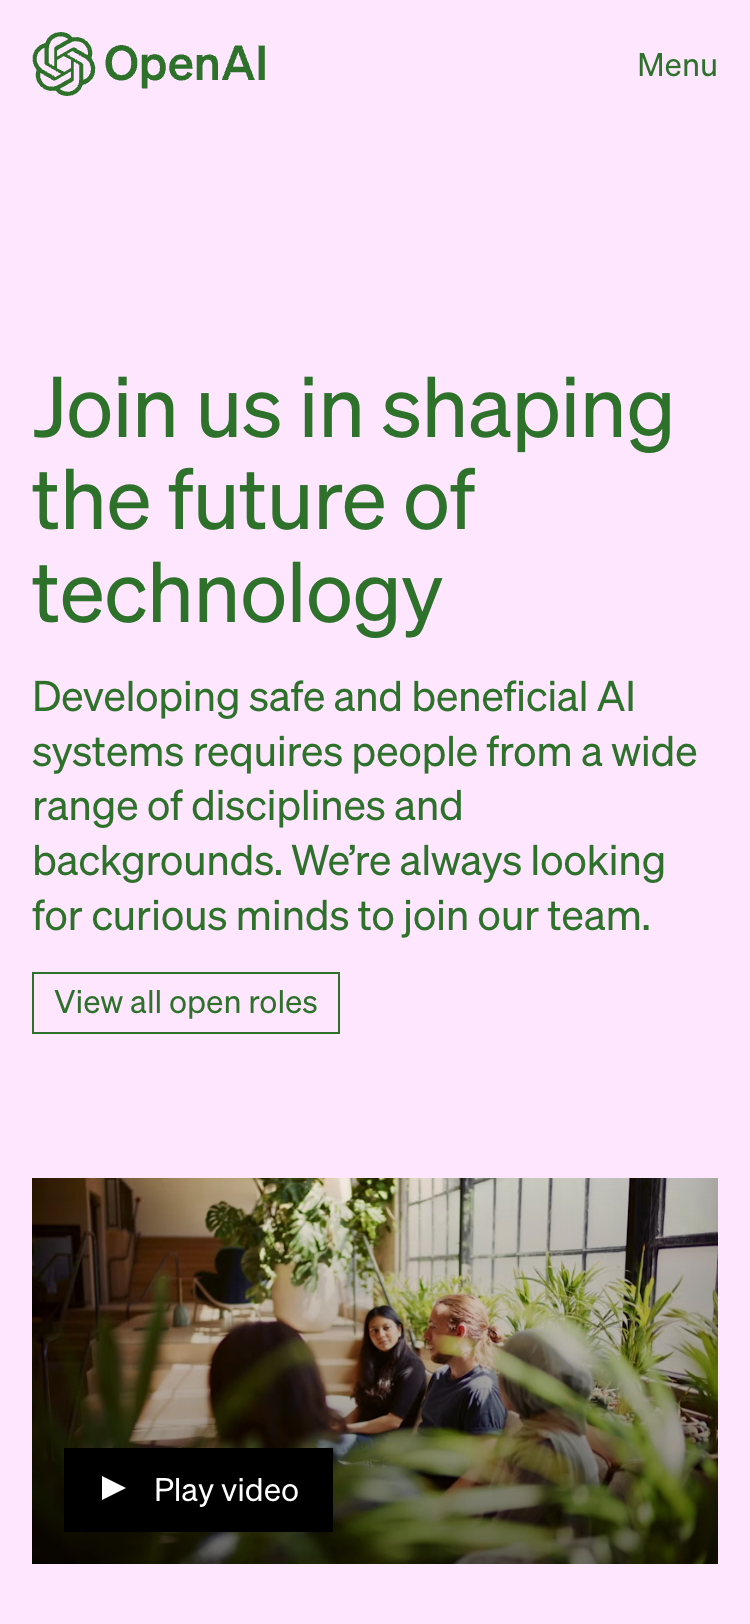 OpenAI
Menu
Join us in shaping
the future of
technology
Developing safe and beneficial AI
systems requires people from a wide
range of disciplines and
backgrounds. We’re always looking
for curious minds to join our team.
View all open roles
Play video